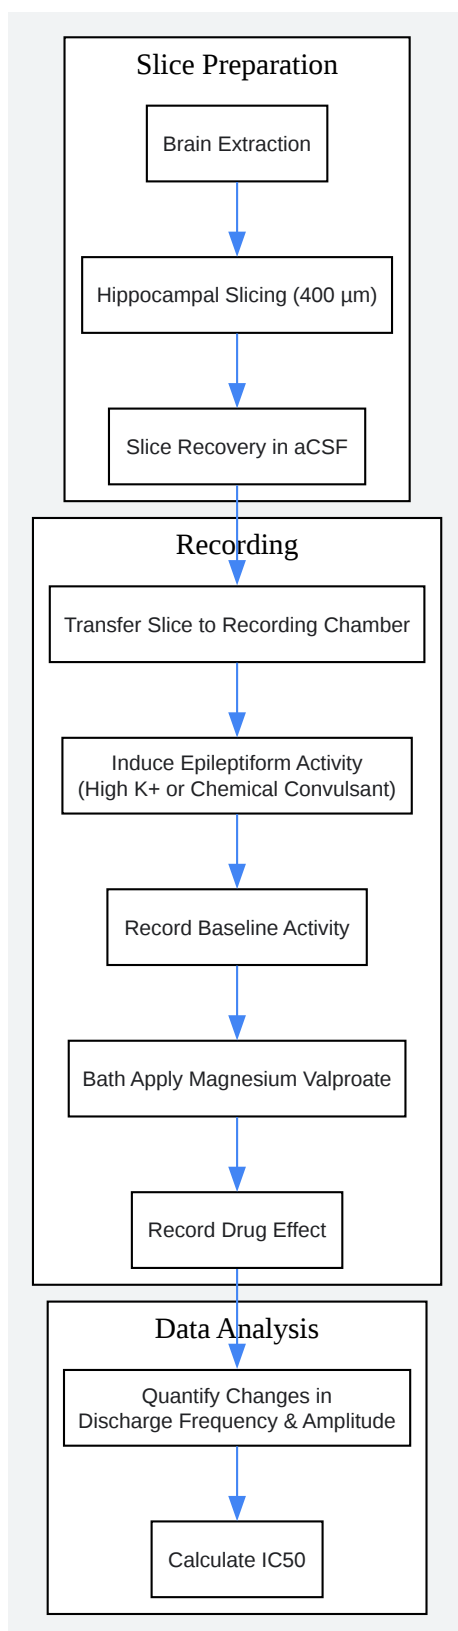 Slice Preparation
Brain Extraction
Hippocampal Slicing (400 µm)
Slice Recovery in aCSF
Recording
Transfer Slice to Recording Chamber
Induce Epileptiform Activity
(High K+ or Chemical Convulsant)
Record Baseline Activity
Bath Apply Magnesium Valproate
Record Drug Effect
Data Analysis
Quantify Changes in
Discharge Frequency & Amplitude
Calculate IC50